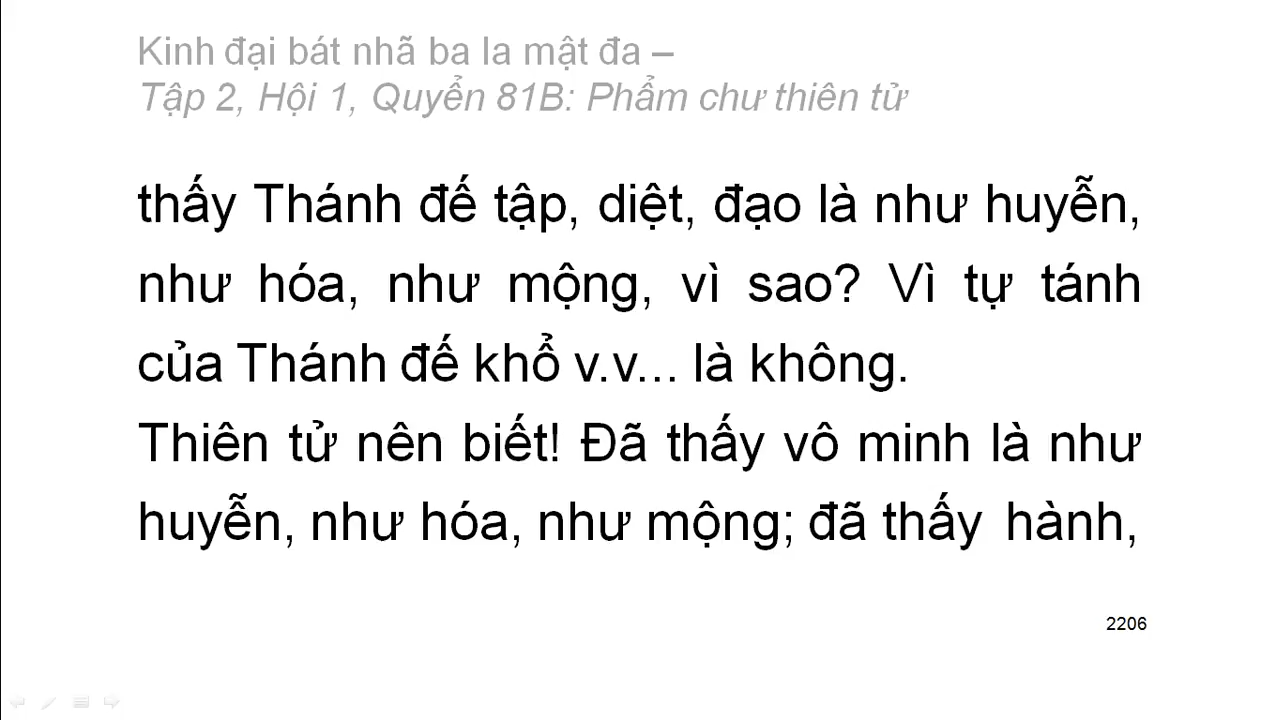 Kinh đại bát nhã ba la mật đa –
Tập 2, Hội 1, Quyển 81B: Phẩm chư thiên tử
thấy Thánh đế tập, diệt, đạo là như huyễn,
như hóa, như mộng, vì sao? Vì tự tánh
của Thánh đế khổ v.v... là không.
Thiên tử nên biết! Đã thấy vô minh là như
huyễn, như hóa, như mộng; đã thấy hành,
2206